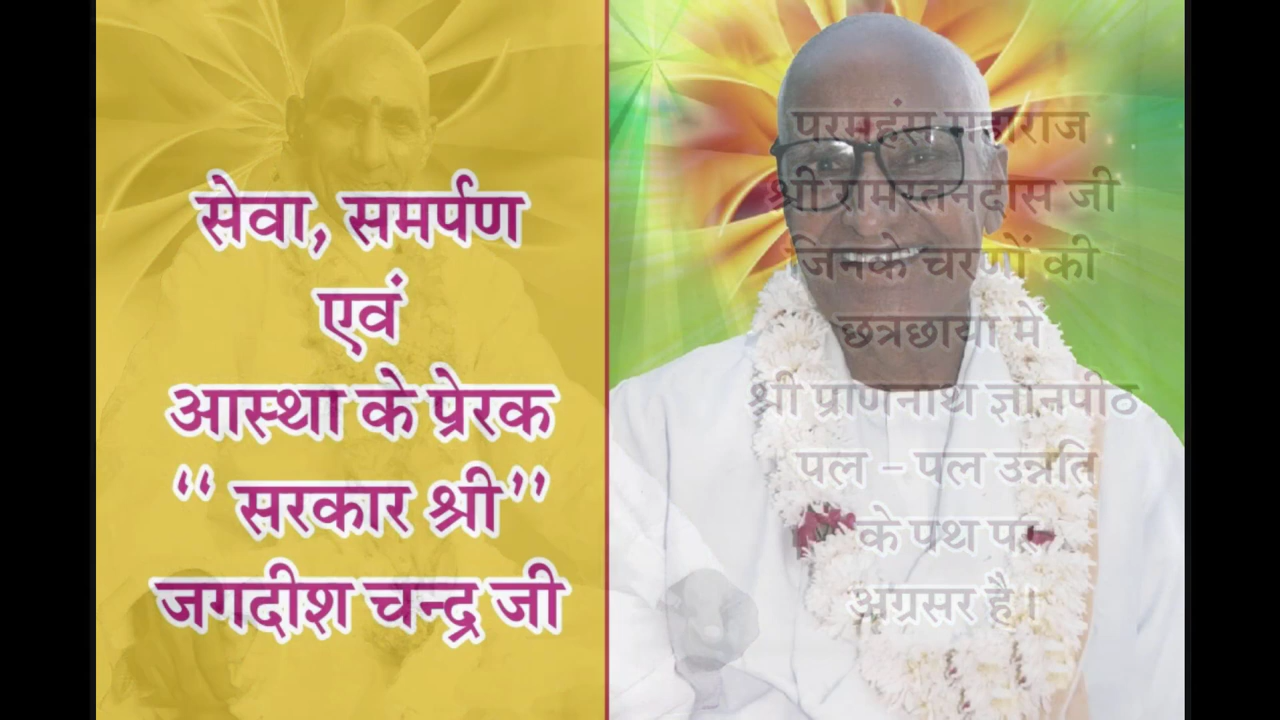 सेवा, समर्पण
एवं
आस्था के प्रेरक
“ सरकार श्री”
जगदीश चन्द्र जी
परमहंस महाराज
श्री रामरतनदास जी
जिनके चरणों की
छत्रछाया में
श्री प्राणनाथ ज्ञानपीठ
पल – पल उन्नति
के पथ पर
अग्रसर है।